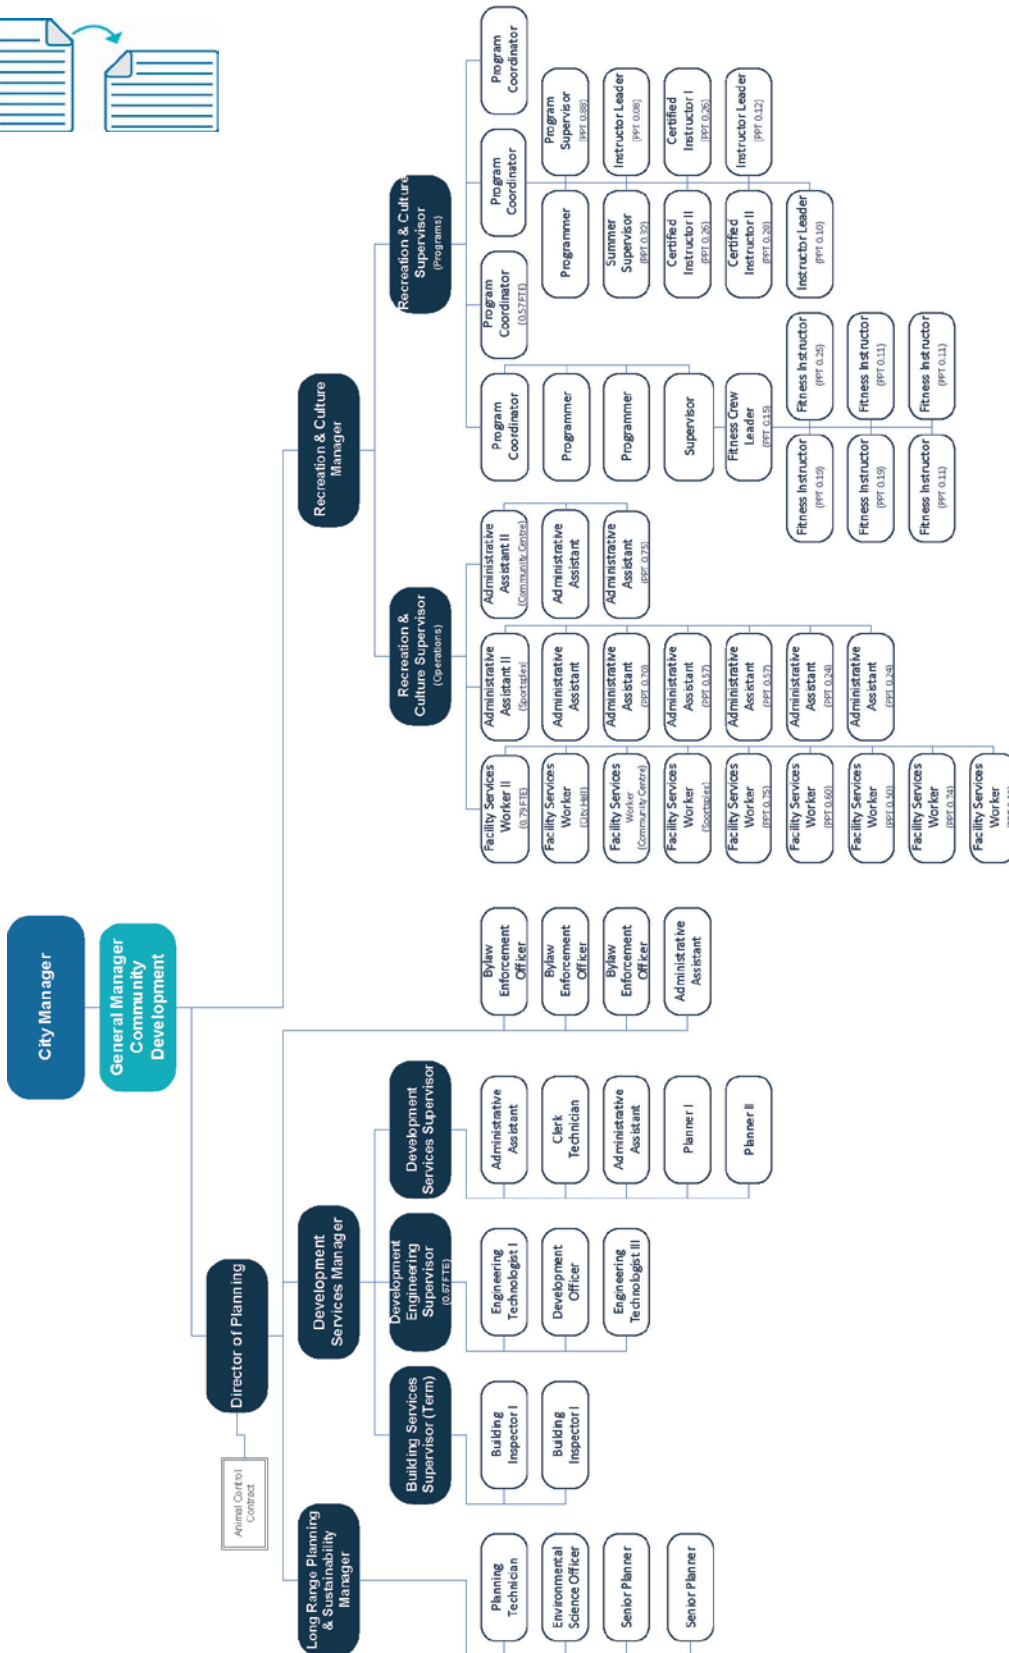 City Manager
General Manager
Community
Development
Director of Planning
Animal Control
Contract
Long Range Planning
& Sustainability
Manager
Planning
Technician
Environmental
Science Officer
Senior Planner
Senior Planner
Development
Services Manager
Building Services
Supervisor (Term)
Building
Inspector I
Building
Inspector I
Development
Engineering
Supervisor
(0.67 FTE)
Engineering
Technologist I
Development
Officer
Engineering
Technologist III
Development
Services Supervisor
Administrative
Assistant
Clerk
Technician
Administrative
Assistant
Planner I
Planner II
Bylaw
Enforcement
Officer
Bylaw
Enforcement
Officer
Bylaw
Enforcement
Officer
Administrative
Assistant
Recreation & Culture
Manager
Recreation &
Culture Supervisor
(Operations)
Facility Services
Worker II
(0.79 FTE)
Facility Services
Worker
(City Hall)
Facility Services
Worker
(Community Centre)
Facility Services
Worker
(Sportsplex)
Facility Services
Worker
(PPT 0.75)
Facility Services
Worker
(PPT 0.60)
Facility Services
Worker
(PPT 0.50)
Facility Services
Worker
(PPT 0.74)
Facility Services
Worker
Administrative
Assistant II
(Sportsplex)
Administrative
Assistant
Administrative
Assistant
(PPT 0.70)
Administrative
Assistant
(PPT 0.57)
Administrative
Assistant
(PPT 0.57)
Administrative
Assistant
(PPT 0.24)
Administrative
Assistant
(PPT 0.24)
Administrative
Assistant II
(Community Centre)
Administrative
Assistant
Administrative
Assistant
(PPT 0.75)
Recreation & Culture
Supervisor
(Programs)
Program
Coordinator
Programmer
Programmer
Supervisor
Fitness Crew
Leader
(PPT 0.15)
Fitness Instructor
(PPT 0.19)
Fitness Instructor
(PPT 0.25)
Fitness Instructor
(PPT 0.19)
Fitness Instructor
(PPT 0.11)
Fitness Instructor
(PPT 0.11)
Fitness Instructor
(PPT 0.11)
Program
Coordinator
(0.57 FTE)
Program
Coordinator
Programmer
Program
Supervisor
(PPT 0.88)
Summer
Supervisor
(PPT 0.32)
Instructor Leader
(PPT 0.08)
Certified
Instructor II
(PPT 0.26)
Certified
Instructor I
(PPT 0.26)
Certified
Instructor II
(PPT 0.20)
Instructor Leader
(PPT 0.12)
Instructor Leader
(PPT 0.10)
Program
Coordinator